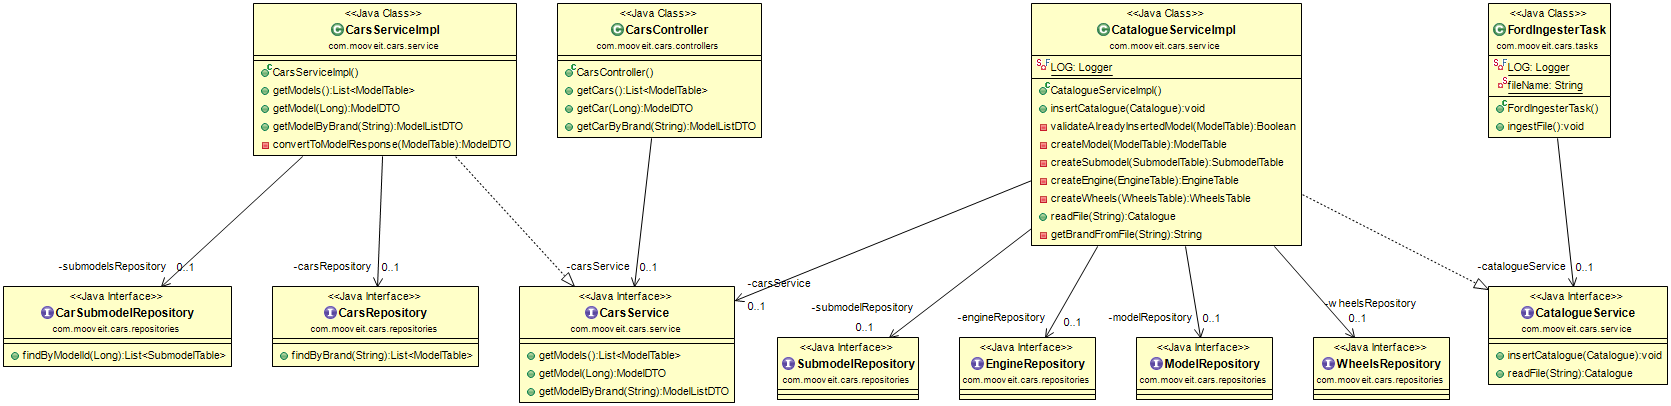 <<Java Class>>
CarsServiceImpl
com.mooveit.cars.service
CarsServiceImpl()
getModels():List<ModelTable>
getModel(Long):ModelDTO
getModelByBrand(String):ModelListDTO
convertToModelResponse(ModelTable):ModelDTO
<<Java Class>>
CarsController
com.mooveit.cars.controllers
CarsController()
getCars():List<ModelTable>
getCar(Long):ModelDTO
getCarByBrand(String):ModelListDTO
<<Java Class>>
CatalogueServiceImpl
com.mooveit.cars.service
LOG: Logger
CatalogueServiceImpl()
insertCatalogue(Catalogue):void
validateAlreadyInsertedModel(ModelTable):Boolean
createModel(ModelTable):ModelTable
createSubmodel(SubmodelTable):SubmodelTable
createEngine(EngineTable):EngineTable
createWheels(WheelsTable):WheelsTable
readFile(String):Catalogue
getBrandFromFile(String):String
<<Java Class>>
FordIngesterTask
com.mooveit.cars.tasks
LOG: Logger
fileName: String
FordIngesterTask()
ingestFile():void
-submodelsRepository 0..1
-carsRepository 0..1
-carsService 0..1
-carsService
0..1
-submodelRepository
0..1
-engineRepository 0..1
-modelRepository 0..1
-wheelsRepository
0..1
-catalogueService 0..1
<<Java Interface>>
CarSubmodelRepository
com.mooveit.cars.repositories
findByModelId(Long):List<SubmodelTable>
<<Java Interface>>
CarsRepository
com.mooveit.cars.repositories
findByBrand(String):List<ModelTable>
<<Java Interface>>
CarsService
com.mooveit.cars.service
getModels():List<ModelTable>
getModel(Long):ModelDTO
getModelByBrand(String):ModelListDTO
<<Java Interface>>
SubmodelRepository
com.mooveit.cars.repositories
<<Java Interface>>
EngineRepository
com.mooveit.cars.repositories
<<Java Interface>>
ModelRepository
com.mooveit.cars.repositories
<<Java Interface>>
WheelsRepository
com.mooveit.cars.repositories
<<Java Interface>>
CatalogueService
com.mooveit.cars.service
insertCatalogue(Catalogue):void
readFile(String):Catalogue